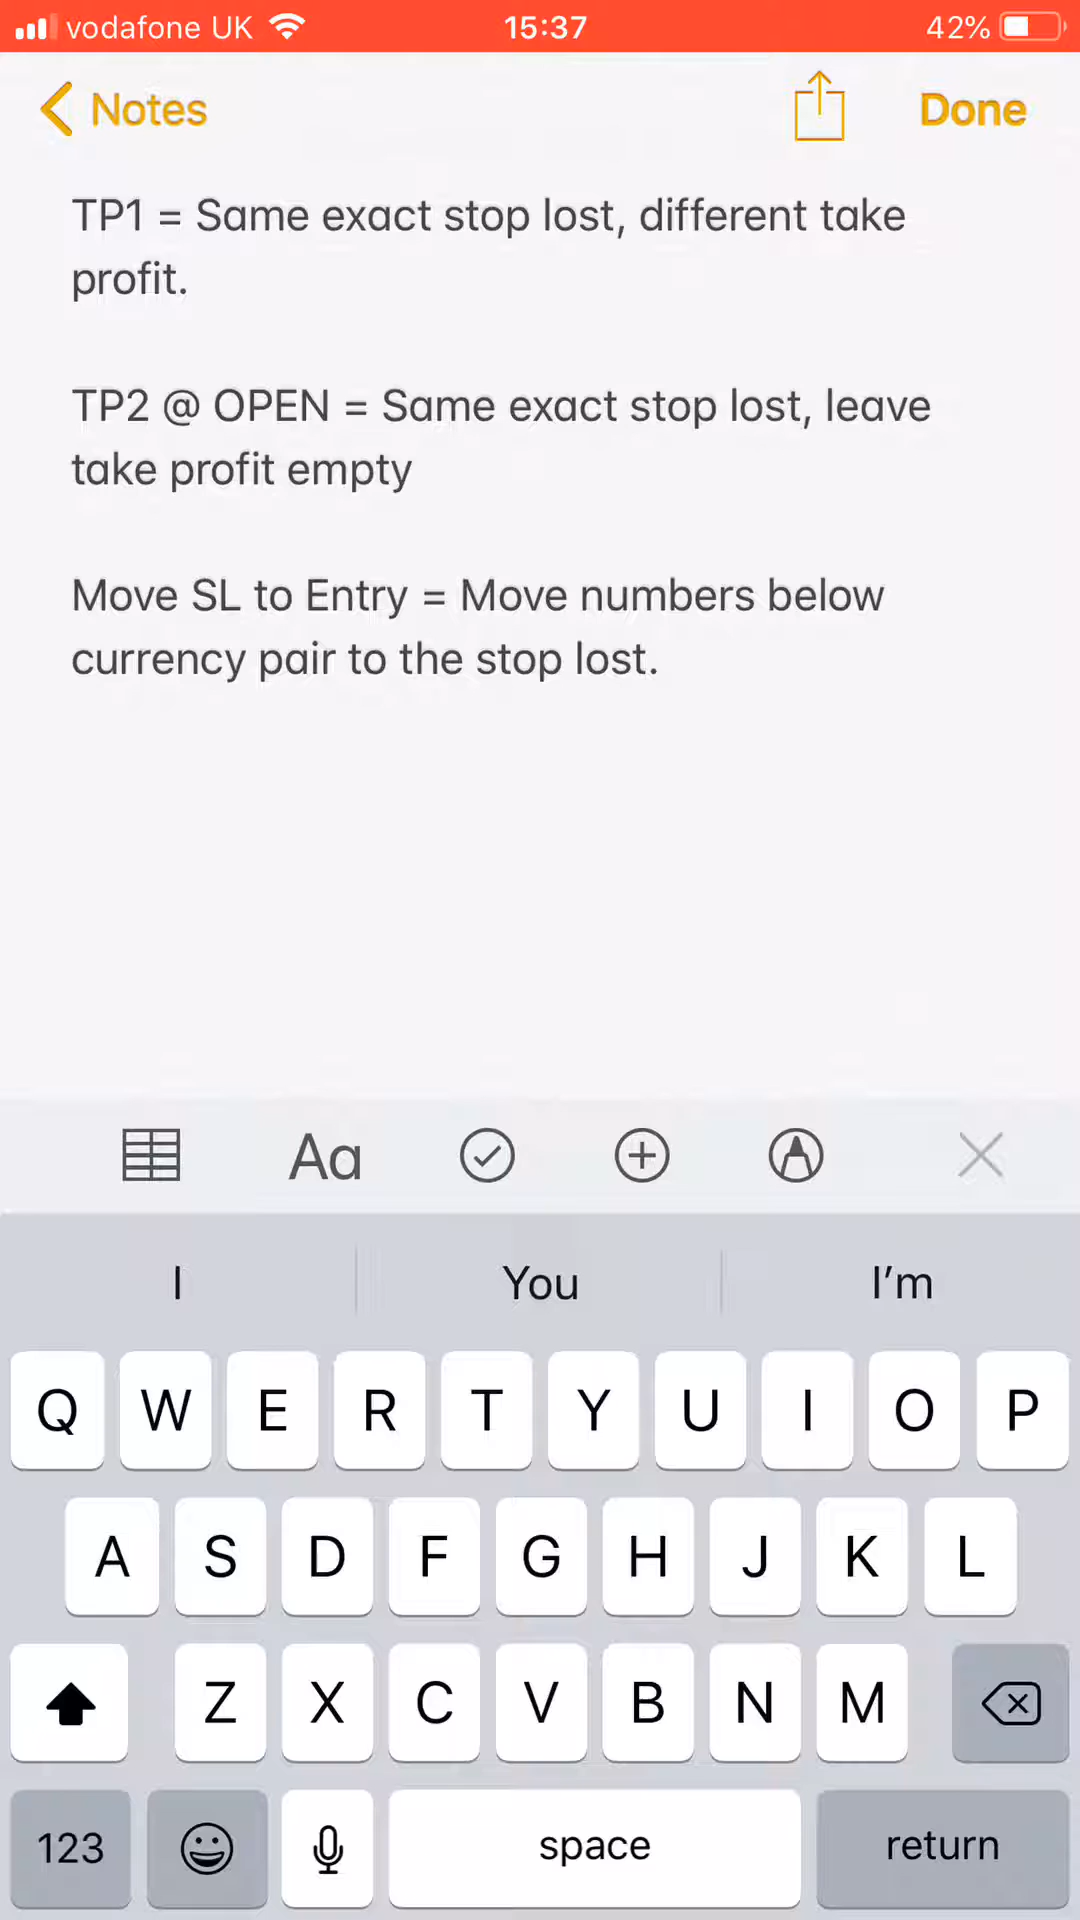 vodafone UK 15:37 42%
Notes Done
TP1 = Same exact stop lost, different take
profit.
TP2 @ OPEN = Same exact stop lost, leave
take profit empty
Move SL to Entry = Move numbers below
currency pair to the stop lost.
Aa
I You I'm
Q W E R T Y U I O P
A S D F G H J K L
Z X C V B N M
123 space return